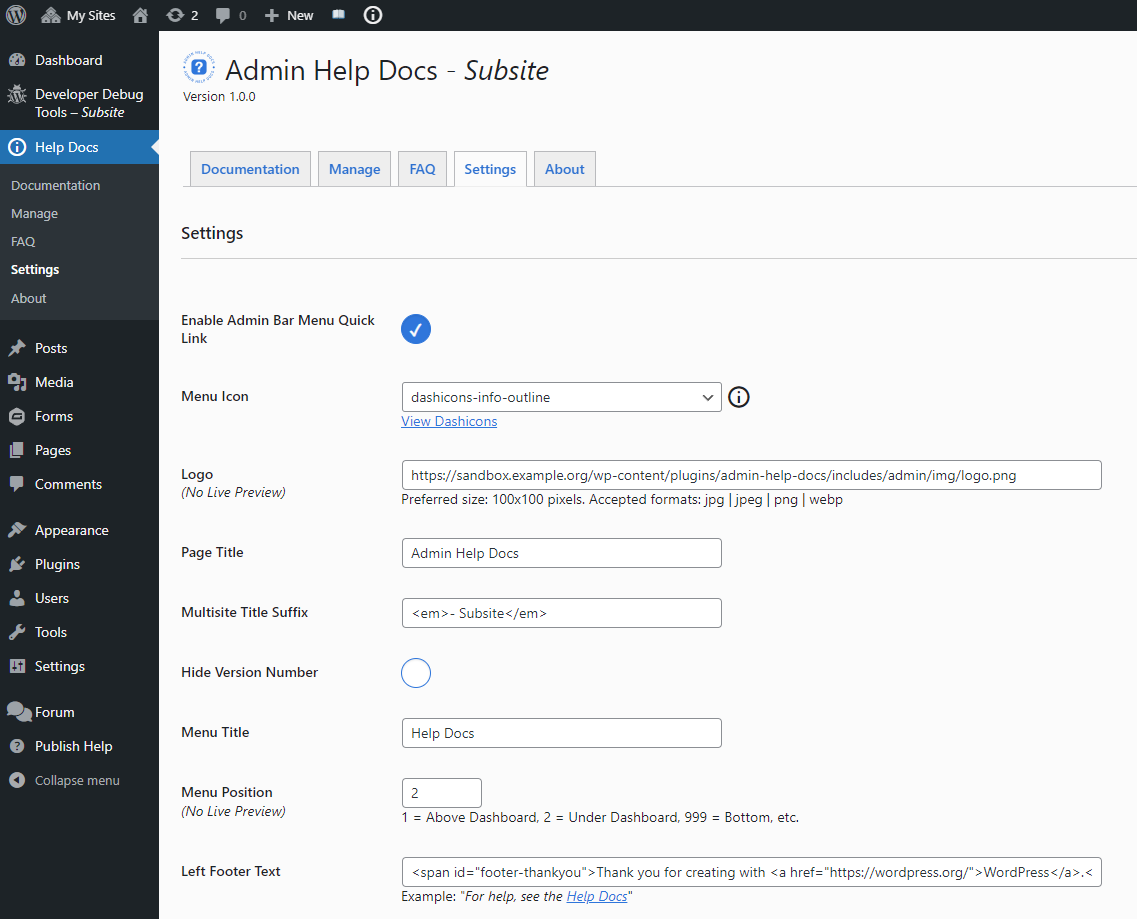 My Sites 2 0 New
Dashboard
Developer Debug
Tools – Subsite
Help Docs
Documentation
Manage
FAQ
Settings
About
Posts
Media
Forms
Pages
Comments
Appearance
Plugins
Users
Tools
Settings
Forum
Publish Help
Collapse menu
Admin Help Docs - Subsite
Version 1.0.0
Documentation Manage FAQ Settings About
Settings
Enable Admin Bar Menu Quick
Link
Menu Icon
dashicons-info-outline
View Dashicons
Logo
(No Live Preview)
https://sandbox.example.org/wp-content/plugins/admin-help-docs/includes/admin/img/logo.png
Preferred size: 100x100 pixels. Accepted formats: jpg | jpeg | png | webp
Page Title
Admin Help Docs
Multisite Title Suffix
<em>- Subsite</em>
Hide Version Number
Menu Title
Help Docs
Menu Position
(No Live Preview)
2
1 = Above Dashboard, 2 = Under Dashboard, 999 = Bottom, etc.
Left Footer Text
<span id="footer-thankyou">Thank you for creating with <a href="https://wordpress.org/">WordPress</a>.<
Example: "For help, see the Help Docs"